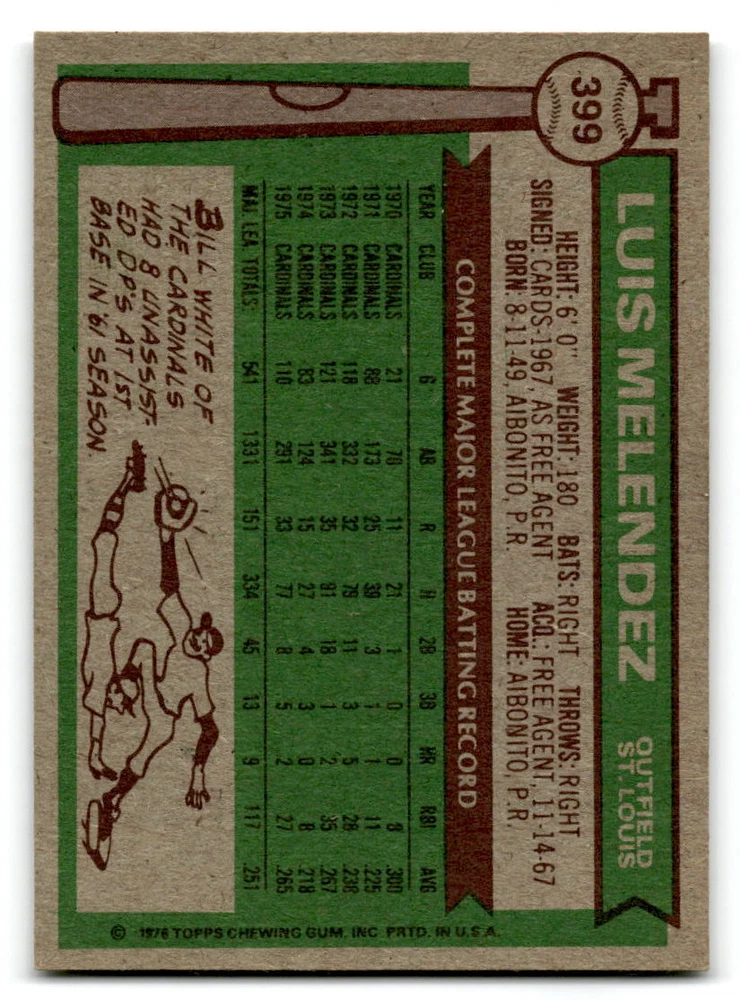 399
LUIS MELENDEZ
OUTFIELD
ST. LOUIS
HEIGHT: 6' 0" WEIGHT: 180 BATS: RIGHT THROWS: RIGHT
SIGNED: CARDS-1967, AS FREE AGENT ACQ.: FREE AGENT, 11-14-67
BORN: 8-11-49, AIBONITO, P.R. HOME: AIBONITO, P.R.
COMPLETE MAJOR LEAGUE BATTING RECORD
YEAR CLUB G AB R H 2B 3B HR RBI AVG
1970 CARDINALS 21 70 11 21 1 0 0 8 .300
1971 CARDINALS 88 173 25 39 3 1 1 11 .225
1972 CARDINALS 118 332 32 79 11 3 5 28 .238
1973 CARDINALS 121 341 35 91 18 1 2 35 .267
1974 CARDINALS 83 124 15 27 4 3 0 8 .218
1975 CARDINALS 110 291 33 77 8 5 2 27 .265
MAJ. LEA. TOTALS: 541 1331 151 334 45 13 9 117 .251
BILL WHITE OF
THE CARDINALS
HAD 8 UNASSIST-
ED DP'S AT 1ST
BASE IN '61 SEASON.
© 1976 TOPPS CHEWING GUM, INC. PRTD. IN U.S.A.